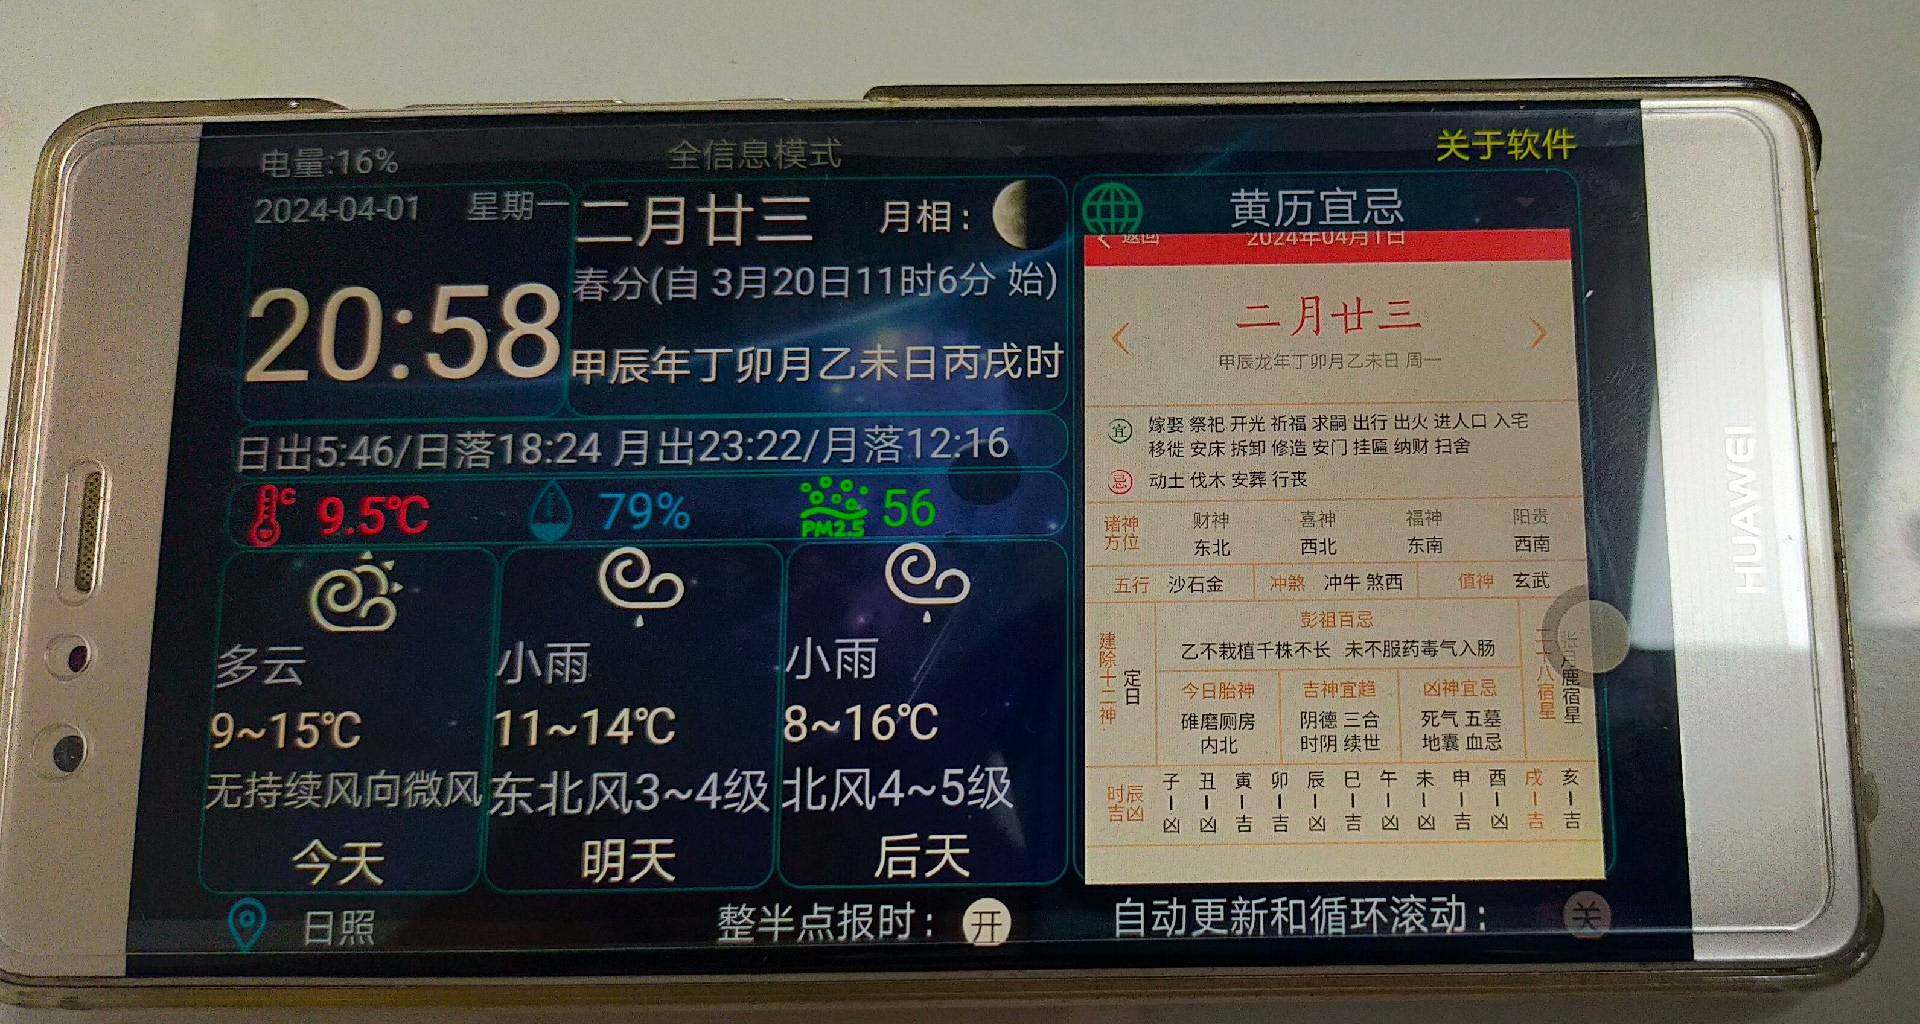 电量:16%
全信息模式
关于软件
2024-04-01 星期一
20:58
二月廿三 月相:
春分(自 3月20日11时6分 始)
甲辰年丁卯月乙未日丙戌时
日出5:46/日落18:24 月出23:22/月落12:16
C 9.5℃ 79% PM2.5 56
多云
9~15℃
无持续风向微风
今天
小雨
11~14℃
东北风3~4级
明天
小雨
8~16℃
北风4~5级
后天
日照
整半点报时: 开
自动更新和循环滚动: 关
黄历宜忌
返回 2024年04月1日
二月廿三
甲辰龙年丁卯月乙未日 周一
宜 嫁娶 祭祀 开光 祈福 求嗣 出行 出火 进人口 入宅
移徙 安床 拆卸 修造 安门 挂匾 纳财 扫舍
忌 动土 伐木 安葬 行丧
诸神方位
财神 喜神 福神 阳贵
东北 西北 东南 西南
五行 沙石金 冲煞 冲牛 煞西 值神 玄武
建除十二神
定日
彭祖百忌
乙不栽植千株不长 未不服药毒气入肠
今日胎神
碓磨厕房
内北
吉神宜趋
阴德 三合
时阴 续世
凶神宜忌
死气 五墓
地囊 血忌
二十八宿星
张月鹿宿星
时辰吉凶
子 丑 寅 卯 辰 巳 午 未 申 酉 戌 亥
凶 凶 吉 吉 凶 吉 凶 凶 吉 凶 吉 吉
HUAWEI